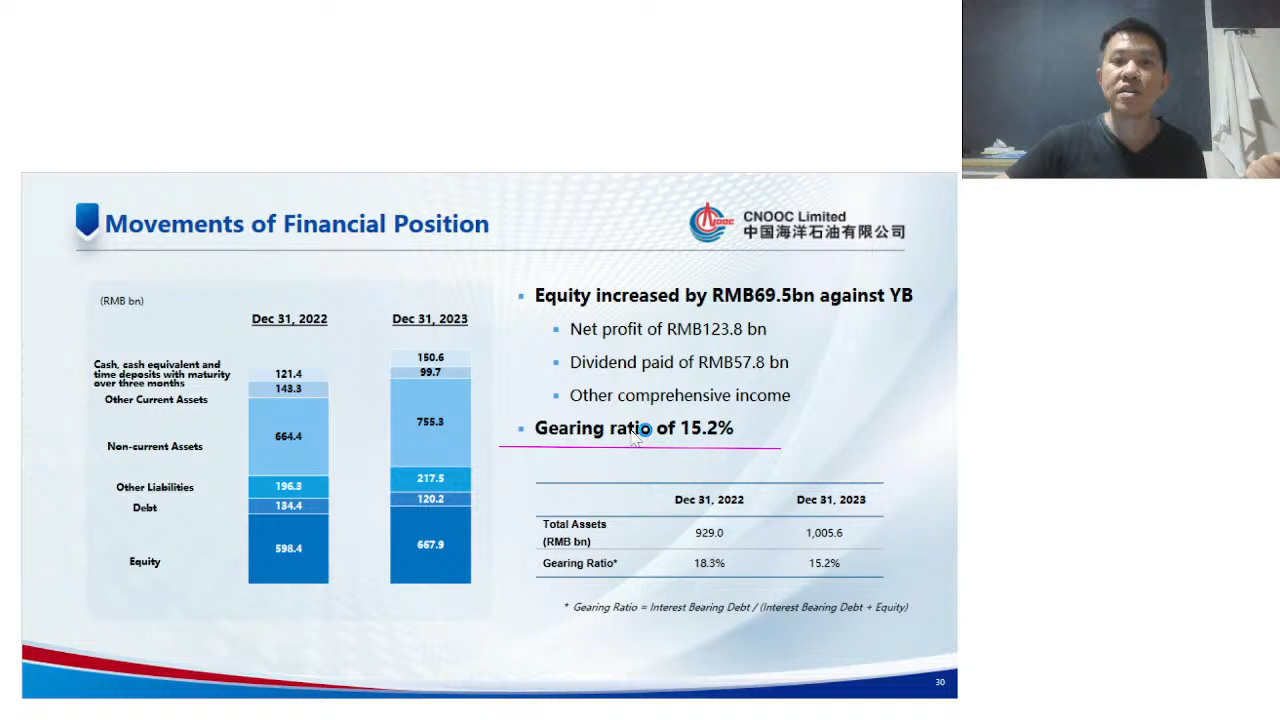 Movements of Financial Position
CNOOC Limited
中国海洋石油有限公司
(RMB bn)
Dec 31, 2022
Dec 31, 2023
Cash, cash equivalent and
time deposits with maturity
over three months
121.4
150.6
Other Current Assets
143.3
99.7
Non-current Assets
664.4
755.3
Other Liabilities
196.3
217.5
Debt
134.4
120.2
Equity
598.4
667.9
▪ Equity increased by RMB69.5bn against YB
▪ Net profit of RMB123.8 bn
▪ Dividend paid of RMB57.8 bn
▪ Other comprehensive income
▪ Gearing ratio of 15.2%
Dec 31, 2022 Dec 31, 2023
Total Assets
(RMB bn) 929.0 1,005.6
Gearing Ratio* 18.3% 15.2%
* Gearing Ratio = Interest Bearing Debt / (Interest Bearing Debt + Equity)
30